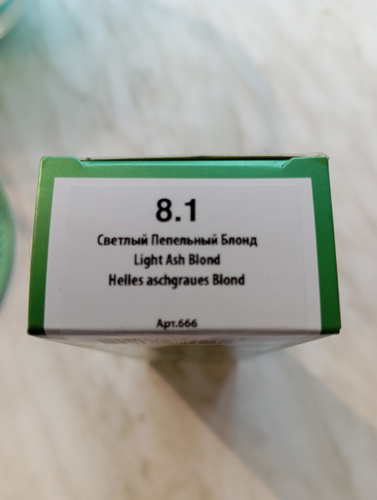 8.1
Светлый Пепельный Блонд
Light Ash Blond
Helles aschgraues Blond
Арт.666